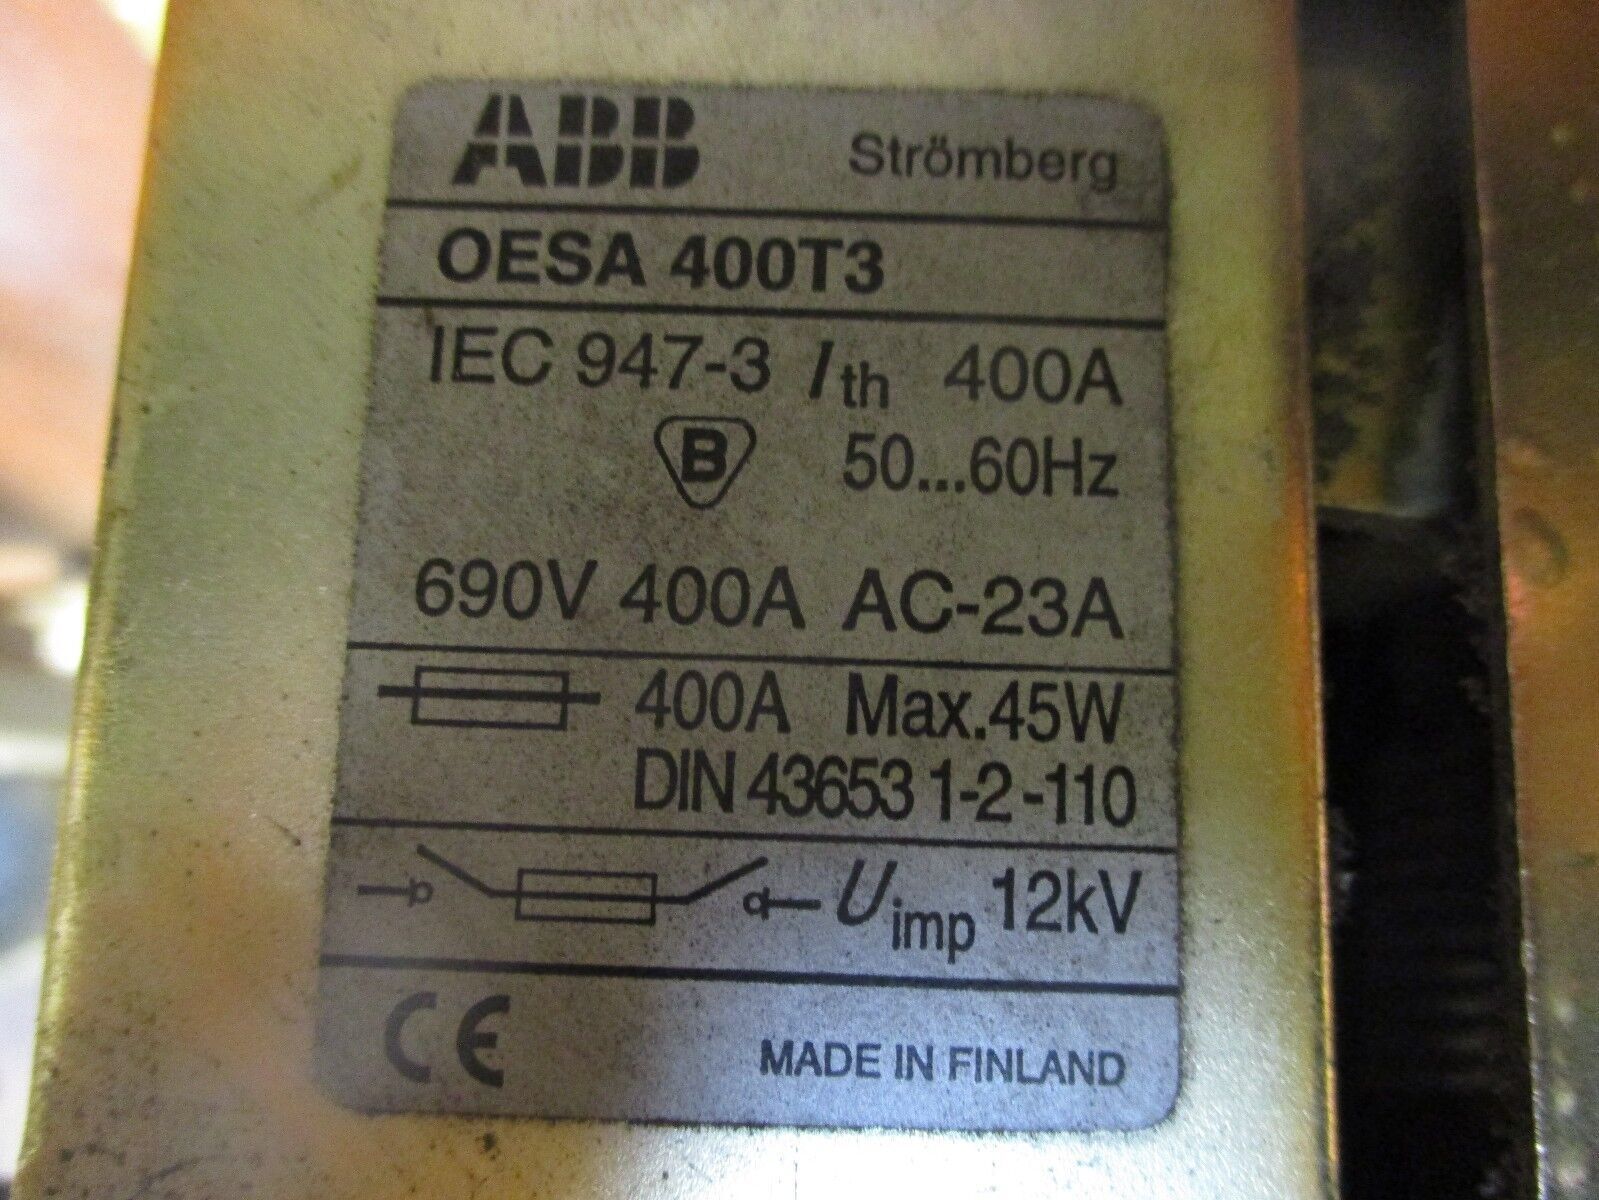 ABB Strömberg
OESA 400T3
IEC 947-3 Ith 400A
B 50...60Hz
690V 400A AC-23A
400A Max.45W
DIN 43653 1-2-110
Uimp 12kV
CE MADE IN FINLAND